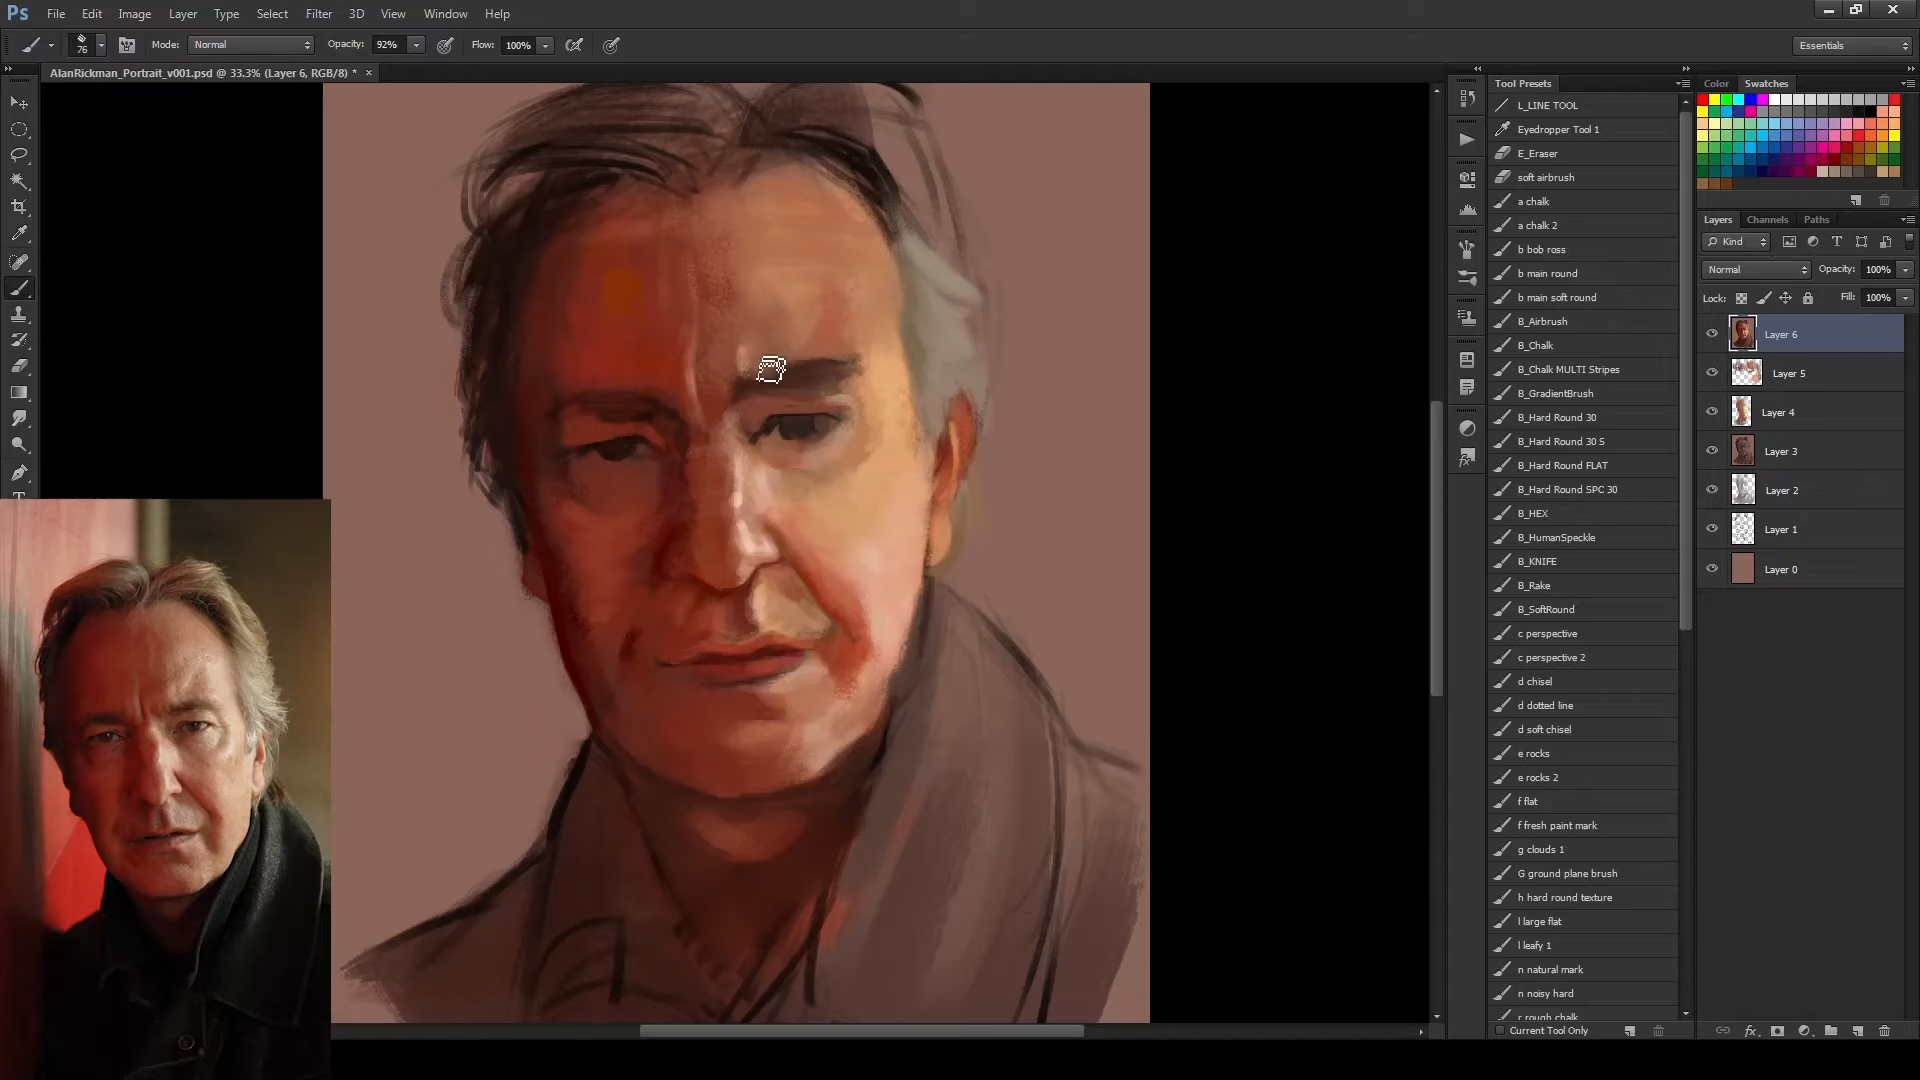 Ps File Edit Image Layer Type Select Filter 3D View Window Help
76 Mode: Normal Opacity: 92% Flow: 100% Essentials
AlanRickman_Portrait_v001.psd @ 33.3% (Layer 6, RGB/8) * ×
Tool Presets
L_LINE TOOL
Eyedropper Tool 1
E_Eraser
soft airbrush
a chalk
a chalk 2
b bob ross
b main round
b main soft round
B_Airbrush
B_Chalk
B_Chalk MULTI Stripes
B_GradientBrush
B_Hard Round 30
B_Hard Round 30 S
B_Hard Round FLAT
B_Hard Round SPC 30
B_HEX
B_HumanSpeckle
B_KNIFE
B_Rake
B_SoftRound
c perspective
c perspective 2
d chisel
d dotted line
d soft chisel
e rocks
e rocks 2
f flat
f fresh paint mark
g clouds 1
G ground plane brush
h hard round texture
l large flat
l leafy 1
n natural mark
n noisy hard
r rough chalk
Current Tool Only
Color Swatches
Layers Channels Paths
Kind
Normal Opacity: 100%
Lock: Fill: 100%
Layer 6
Layer 5
Layer 4
Layer 3
Layer 2
Layer 1
Layer 0
fx